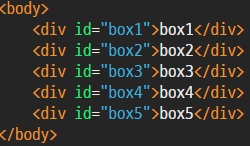 <body>
    <div id="box1">box1</div>
    <div id="box2">box2</div>
    <div id="box3">box3</div>
    <div id="box4">box4</div>
    <div id="box5">box5</div>
</body>